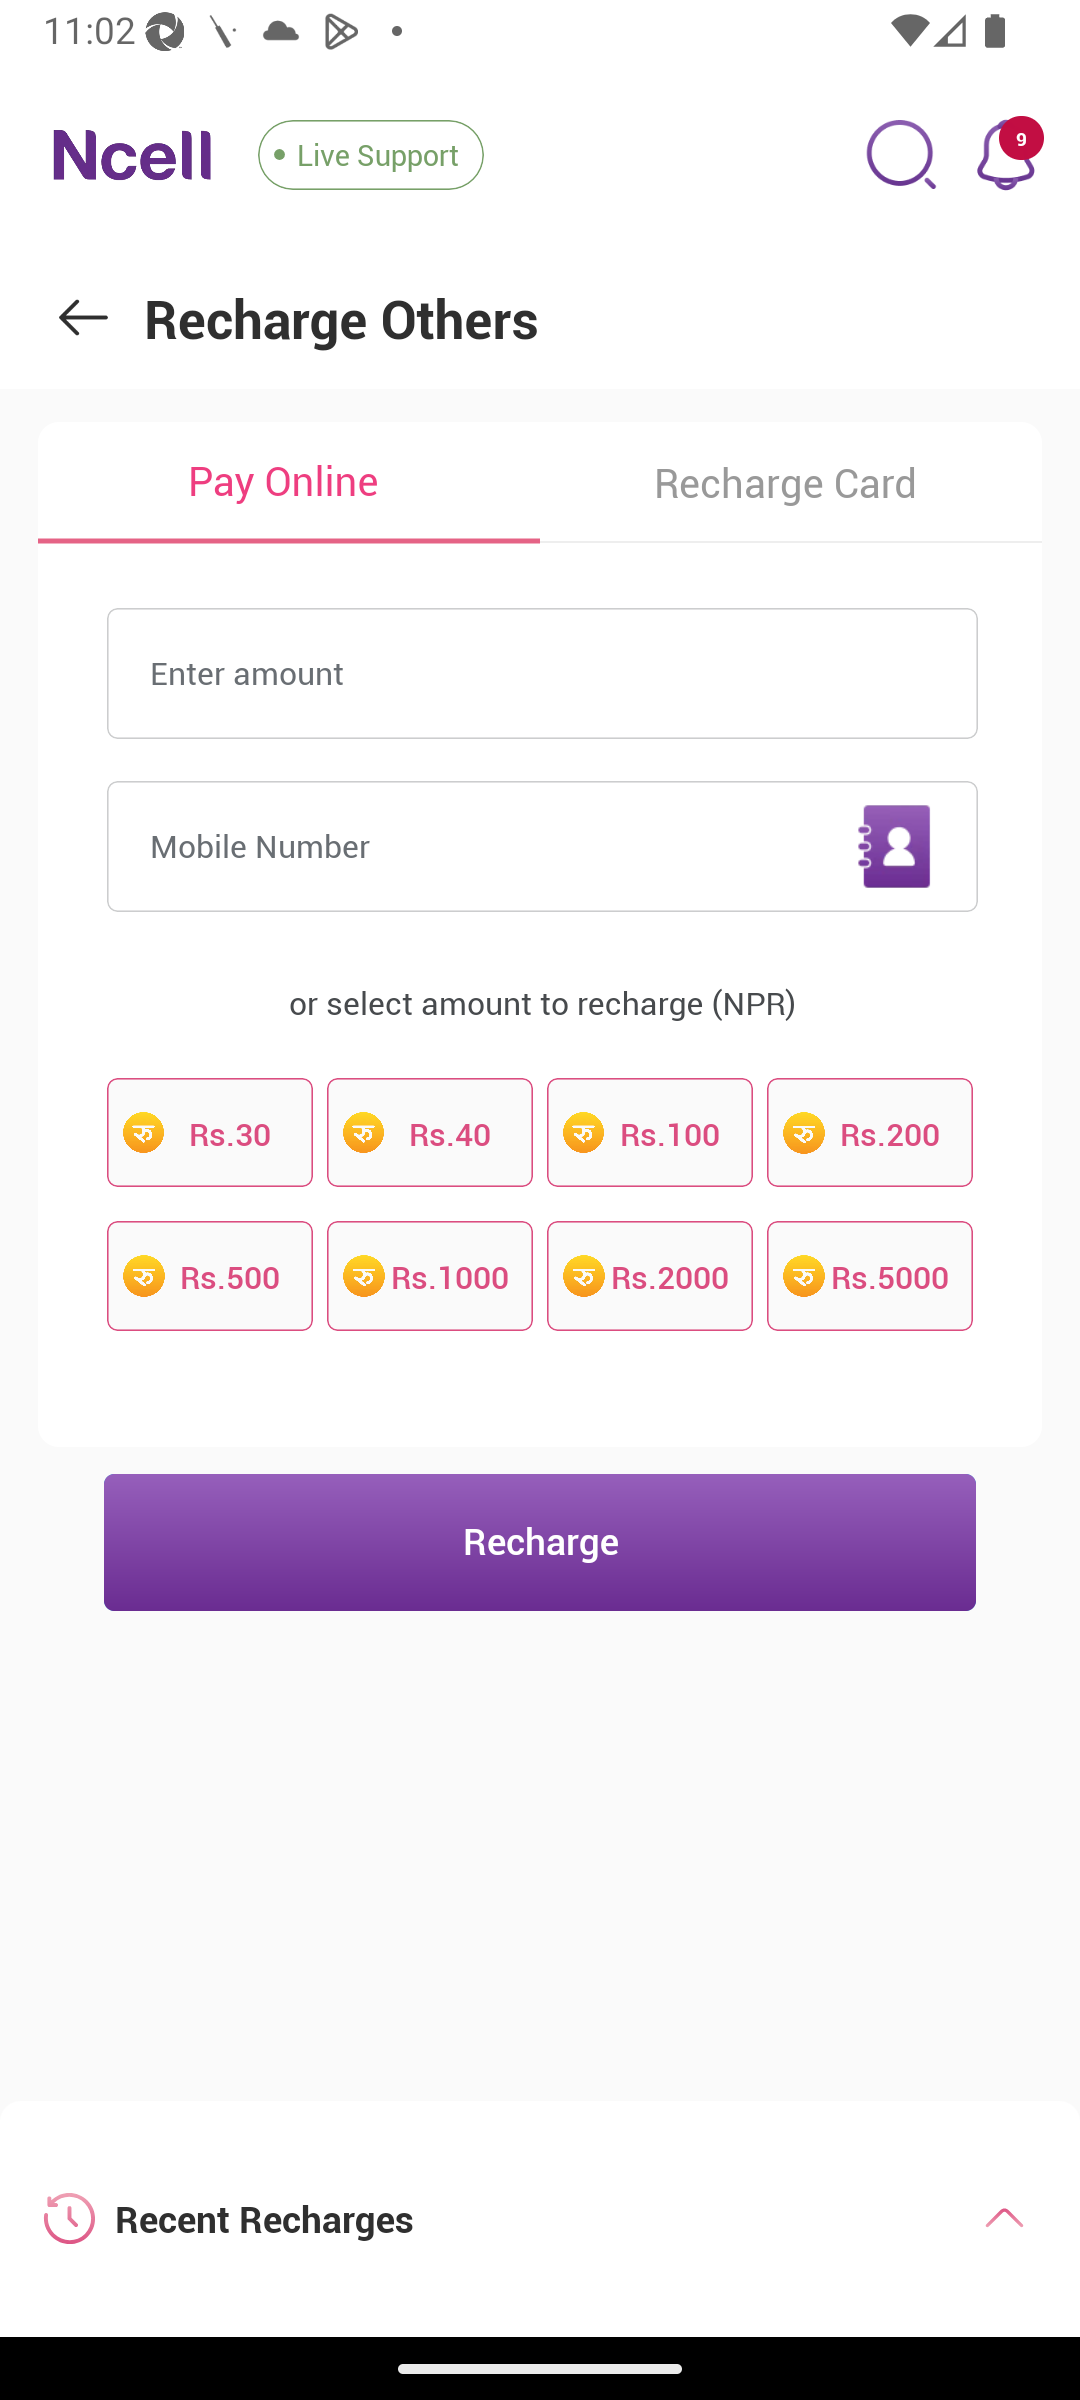 11:02
Ncell
Live Support
9
Recharge Others
Pay Online
Recharge Card
Enter amount
Mobile Number
or select amount to recharge (NPR)
रु Rs.30
रु Rs.40
रु Rs.100
रु Rs.200
रु Rs.500
रु Rs.1000
रु Rs.2000
रु Rs.5000
Recharge
Recent Recharges